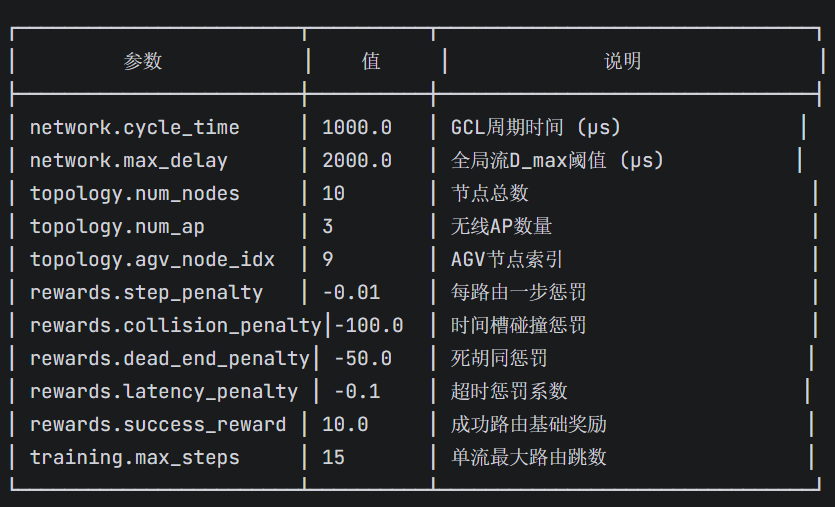 参数 值 说明
network.cycle_time 1000.0 GCL周期时间 (μs)
network.max_delay 2000.0 全局流D_max阈值 (μs)
topology.num_nodes 10 节点总数
topology.num_ap 3 无线AP数量
topology.agv_node_idx 9 AGV节点索引
rewards.step_penalty -0.01 每路由一步惩罚
rewards.collision_penalty -100.0 时间槽碰撞惩罚
rewards.dead_end_penalty -50.0 死胡同惩罚
rewards.latency_penalty -0.1 超时惩罚系数
rewards.success_reward 10.0 成功路由基础奖励
training.max_steps 15 单流最大路由跳数